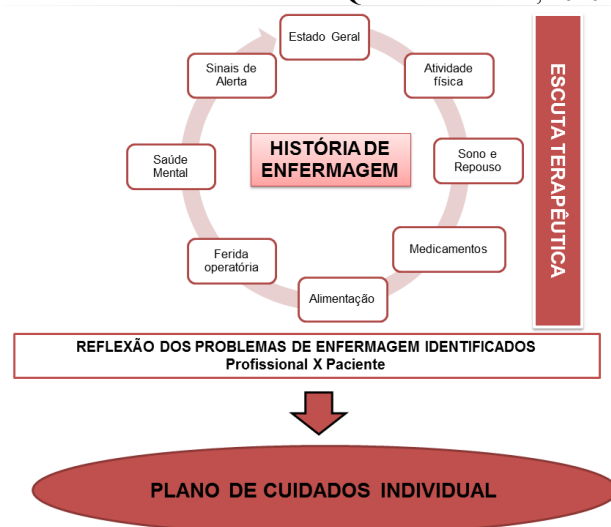 Estado Geral
Atividade
física
Sono e
Repouso
Medicamentos
Alimentação
Ferida
operatória
Saúde
Mental
Sinais de
Alerta
HISTÓRIA DE
ENFERMAGEM
ESCUTA TERAPÊUTICA
REFLEXÃO DOS PROBLEMAS DE ENFERMAGEM IDENTIFICADOS
Profissional X Paciente
PLANO DE CUIDADOS INDIVIDUAL